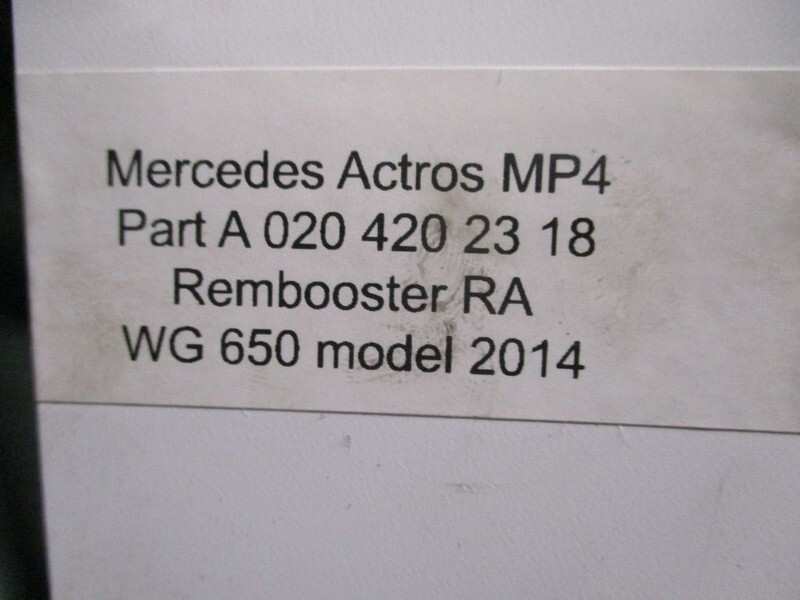 Mercedes Actros MP4
Part A 020 420 23 18
Rembooster RA
WG 650 model 2014